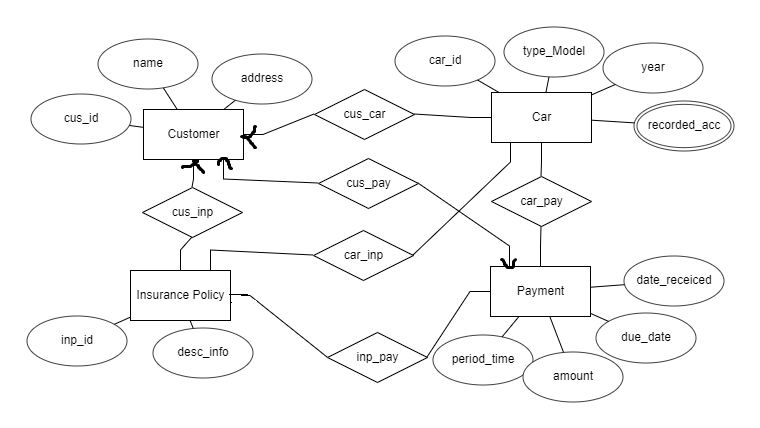 name
type_Model
car_id
year
address
cus_id
Customer
cus_car
Car
recorded_acc
cus_pay
cus_inp
car_pay
car_inp
Insurance Policy
Payment
date_receiced
inp_id
desc_info
inp_pay
period_time
due_date
amount